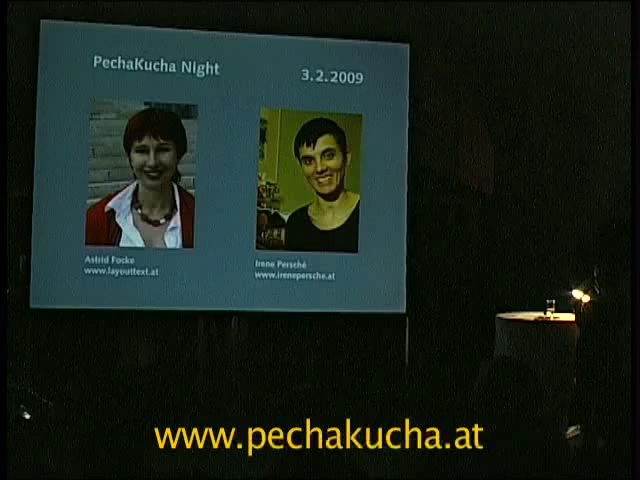 PechaKucha Night
3.2.2009
Astrid Focke
www.layouttext.at
Irene Persché
www.irenepersche.at
www.pechakucha.at